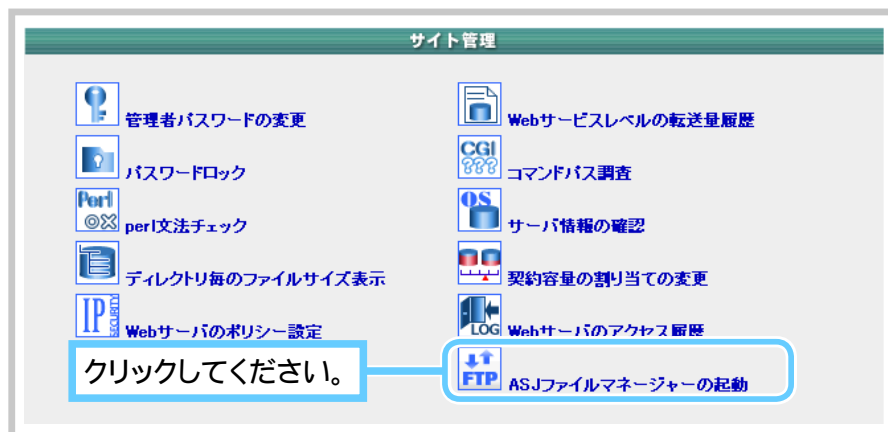 サイト管理
管理者パスワードの変更
Webサービスレベルの転送量履歴
パスワードロック
CGI
???
コマンドパス調査
Perl
perl文法チェック
OS
サーバ情報の確認
ディレクトリ毎のファイルサイズ表示
契約容量の割り当ての変更
IP
SECURITY
Webサーバのポリシー設定
LOG
Webサーバのアクセス履歴
クリックしてください。
FTP
ASJファイルマネージャーの起動